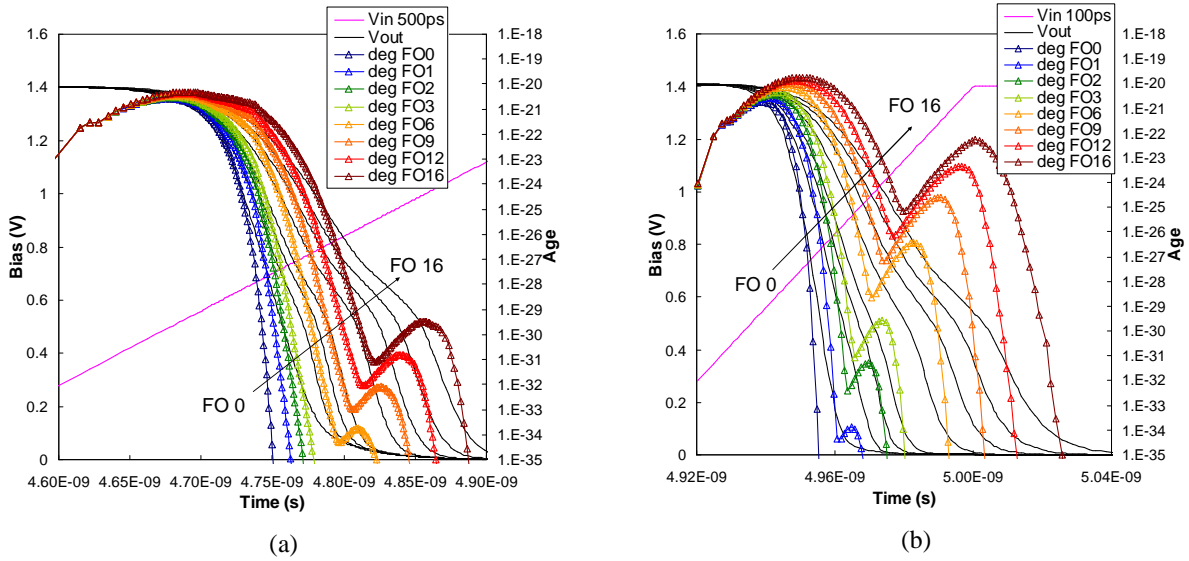 Vin 500ps
Vout
deg FO0
deg FO1
deg FO2
deg FO3
deg FO6
deg FO9
deg FO12
deg FO16
1.6
1.4
1.2
1
0.8
0.6
0.4
0.2
0
Bias (V)
FO 16
FO 0
1.E-18
1.E-19
1.E-20
1.E-21
1.E-22
1.E-23
1.E-24
1.E-25
1.E-26
1.E-27
1.E-28
1.E-29
1.E-30
1.E-31
1.E-32
1.E-33
1.E-34
1.E-35
Age
4.60E-09 4.65E-09 4.70E-09 4.75E-09 4.80E-09 4.85E-09 4.90E-09
Time (s)
(a)
Vin 100ps
Vout
deg FO0
deg FO1
deg FO2
deg FO3
deg FO6
deg FO9
deg FO12
deg FO16
1.6
1.4
1.2
1
0.8
0.6
0.4
0.2
0
Bias (V)
FO 16
FO 0
1.E-18
1.E-19
1.E-20
1.E-21
1.E-22
1.E-23
1.E-24
1.E-25
1.E-26
1.E-27
1.E-28
1.E-29
1.E-30
1.E-31
1.E-32
1.E-33
1.E-34
1.E-35
Age
4.92E-09 4.96E-09 5.00E-09 5.04E-09
Time (s)
(b)